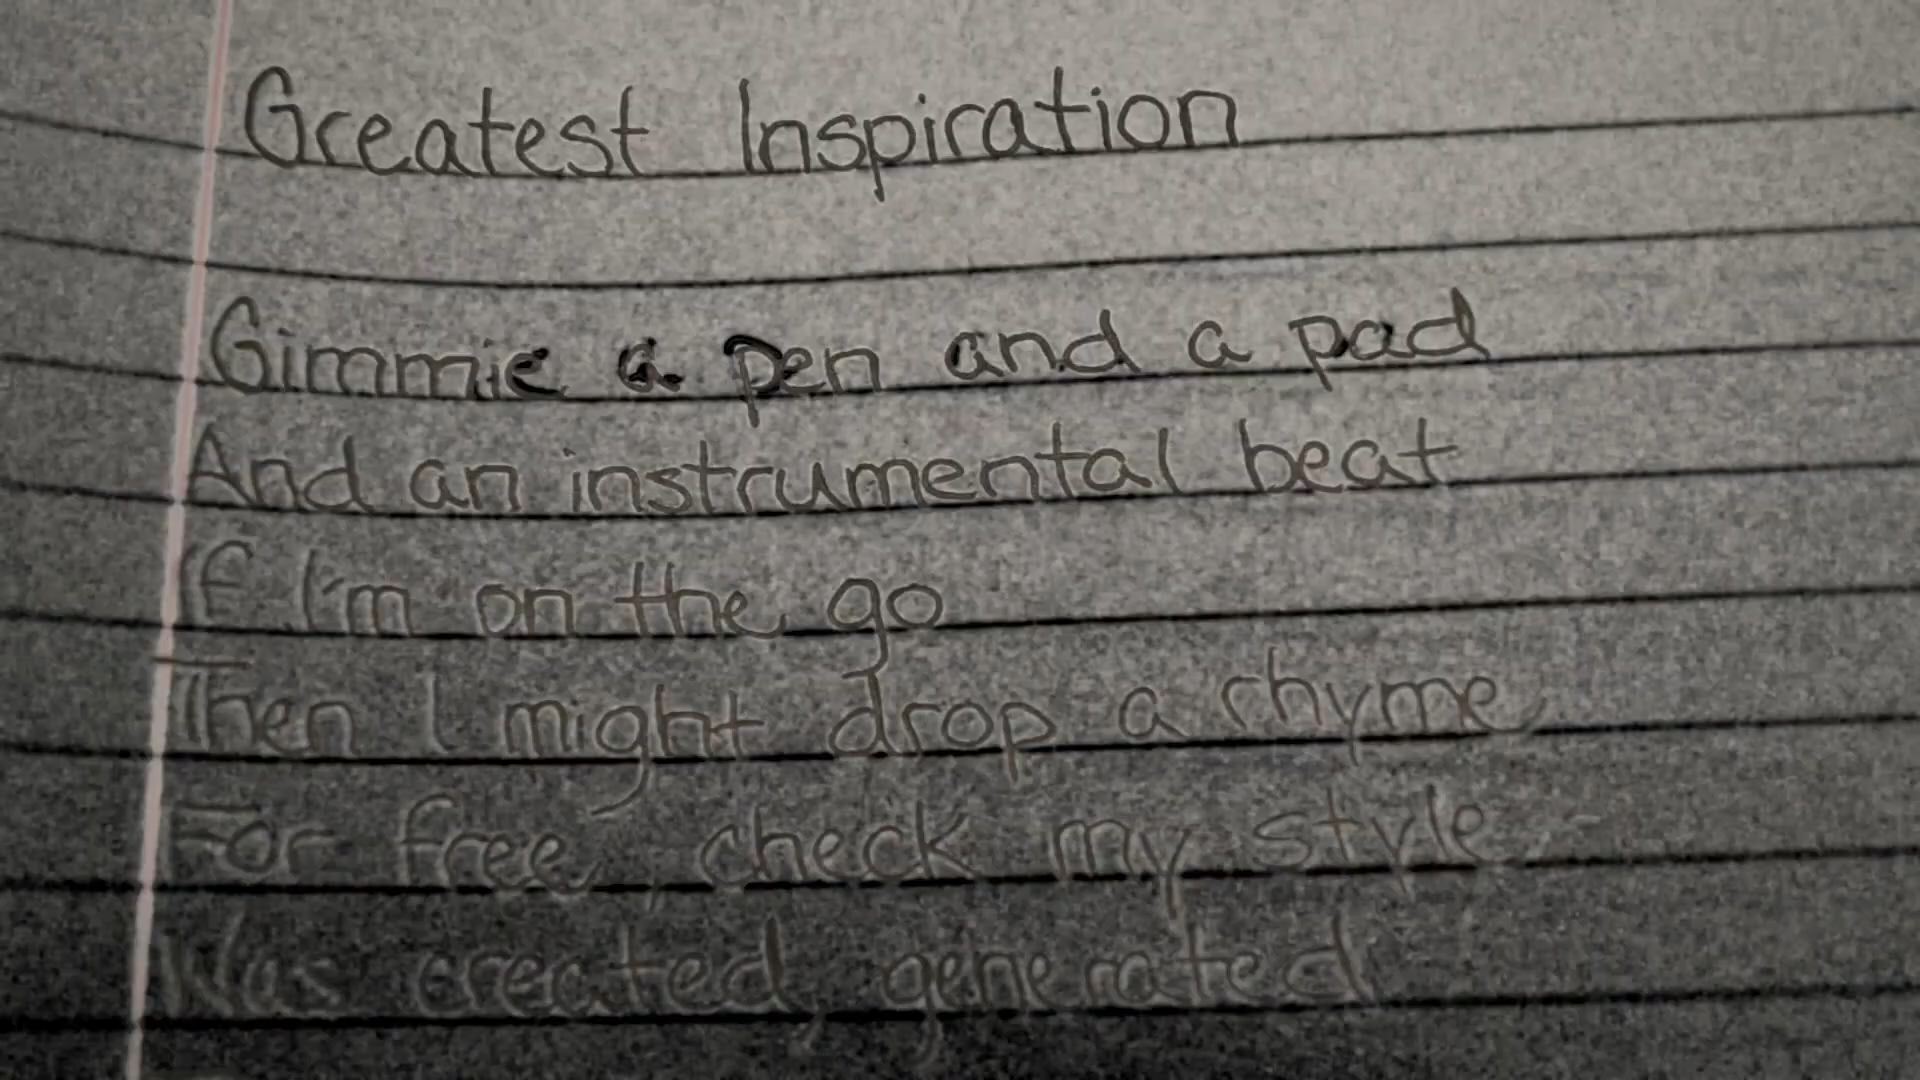 Greatest Inspiration
Gimmie a pen and a pad
And an instrumental beat
If I'm on the go
Then I might drop a rhyme
For free, check my style
Was created, generated